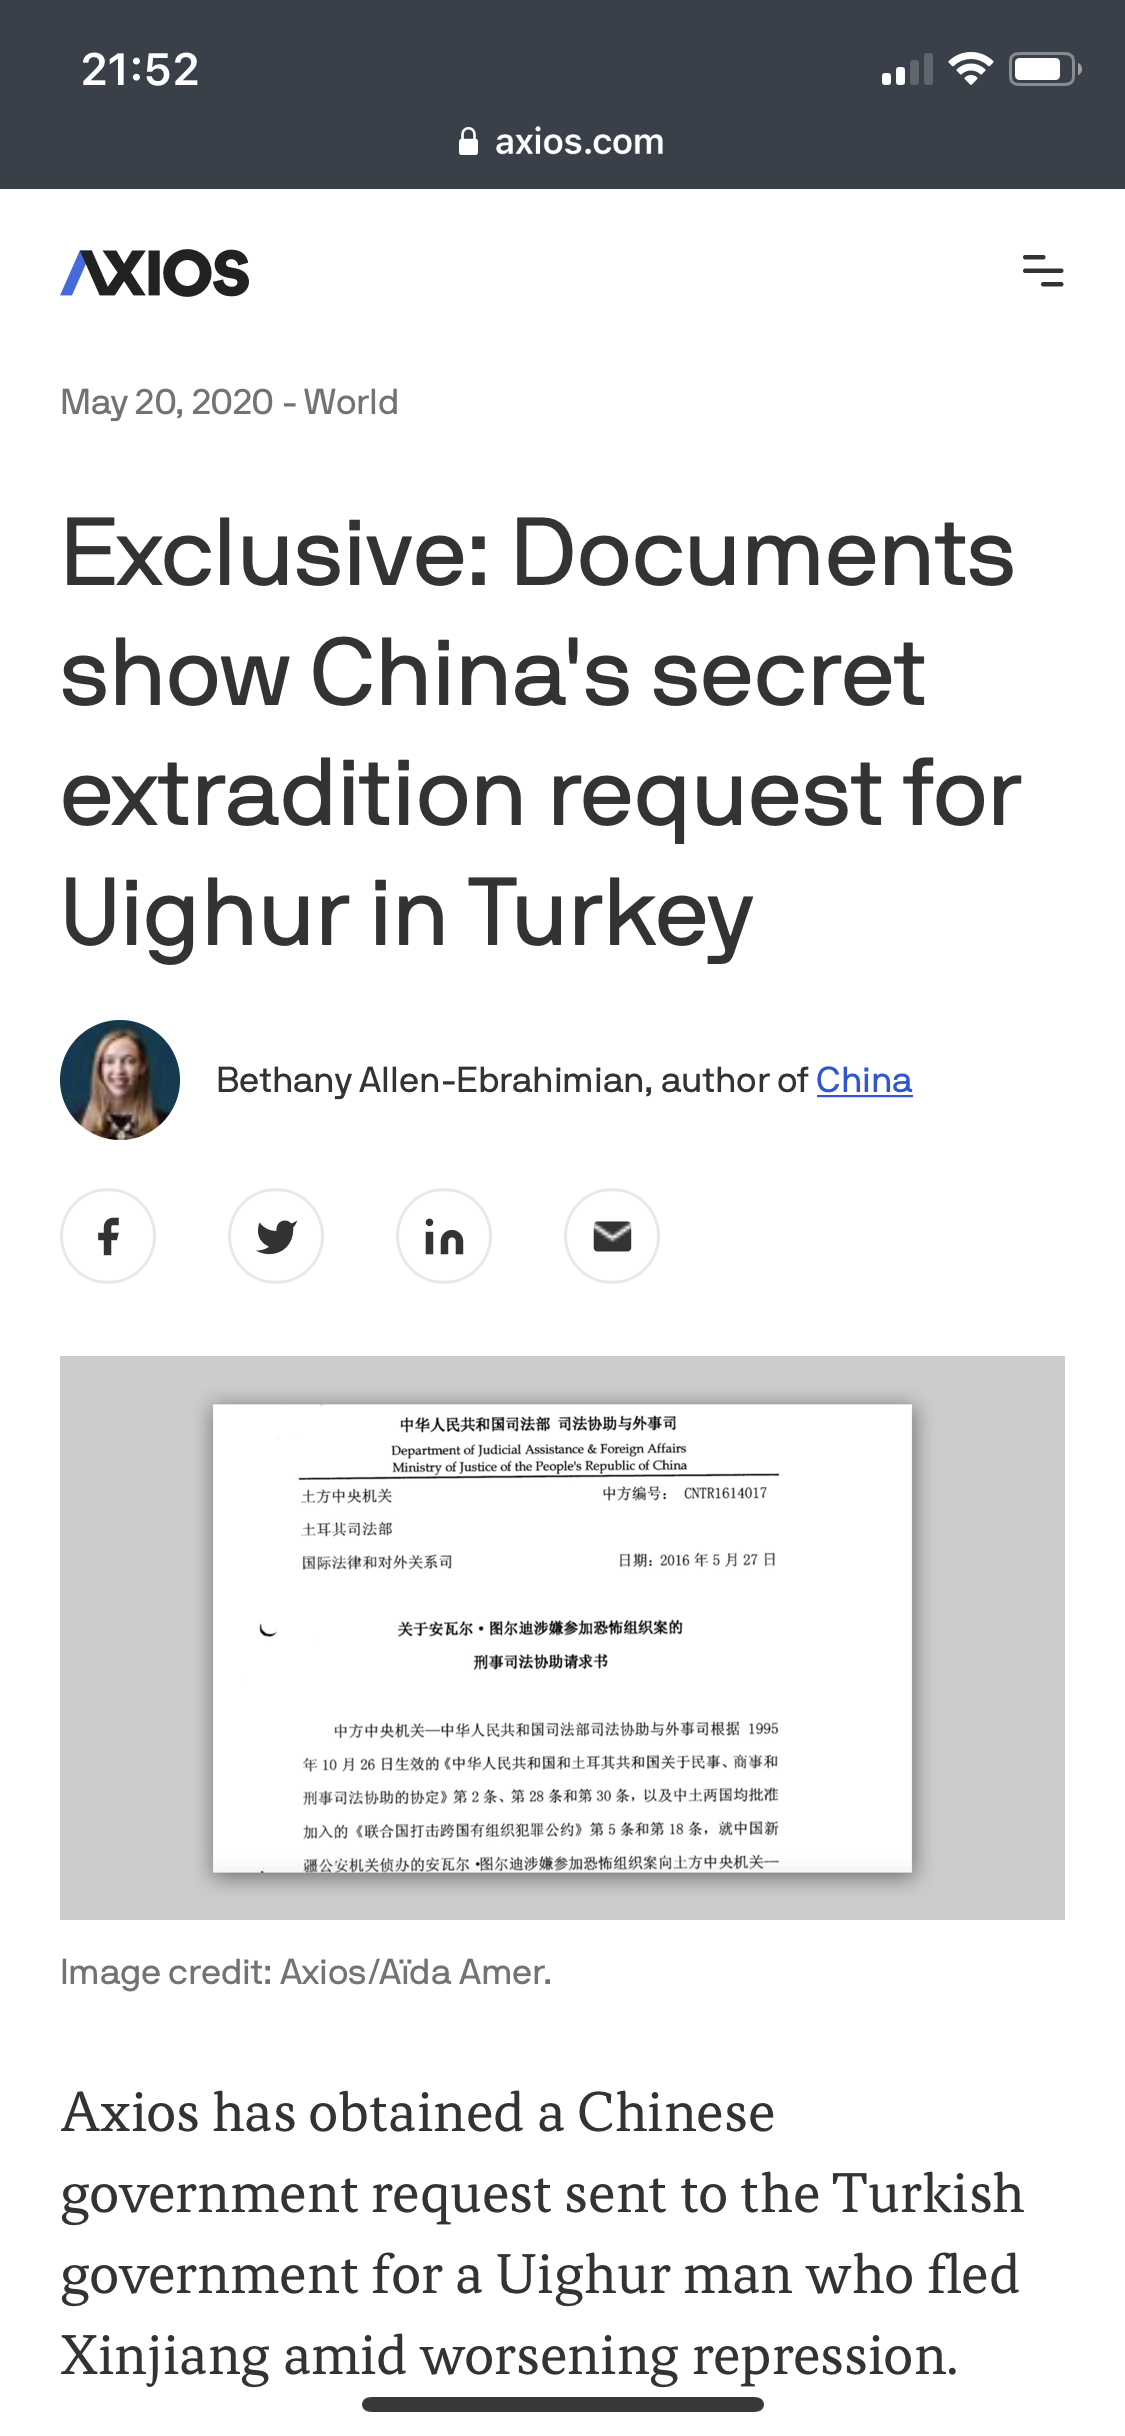 21:52
axios.com
AXIOS
May 20, 2020 - World
Exclusive: Documents
show China's secret
extradition request for
Uighur in Turkey
Bethany Allen-Ebrahimian, author of China
中华人民共和国司法部 司法协助与外事司
Department of Judicial Assistance & Foreign Affairs
Ministry of Justice of the People's Republic of China
土方中央机关 中方编号: CNTR1614017
土耳其司法部
国际法律和对外关系司 日期: 2016 年 5 月 27 日
关于安瓦尔·图尔迪涉嫌参加恐怖组织案的
刑事司法协助请求书
中方中央机关—中华人民共和国司法部司法协助与外事司根据 1995
年 10 月 26 日生效的《中华人民共和国和土耳其共和国关于民事、商事和
刑事司法协助的协定》第 2 条、第 28 条和第 30 条，以及中土两国均批准
加入的《联合国打击跨国有组织犯罪公约》第 5 条和第 18 条，就中国新
疆公安机关侦办的安瓦尔·图尔迪涉嫌参加恐怖组织案向土方中央机关—
Image credit: Axios/Aïda Amer.
Axios has obtained a Chinese
government request sent to the Turkish
government for a Uighur man who fled
Xinjiang amid worsening repression.